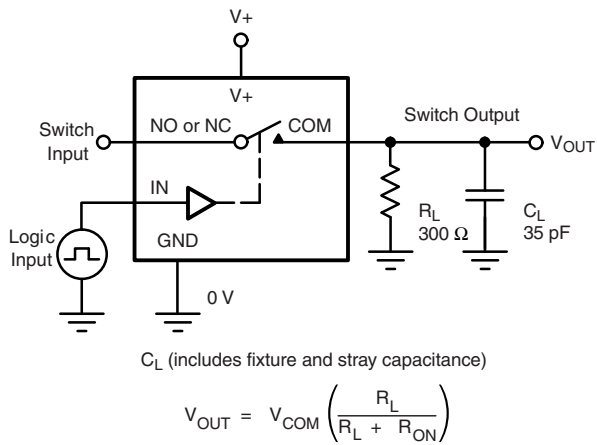 V+
V+
Switch Output
Switch
Input
NO or NC
COM
V_OUT
IN
R_L
300 Ω
C_L
35 pF
Logic
Input
GND
0 V
C_L (includes fixture and stray capacitance)
V_OUT = V_COM ( R_L / R_L + R_ON )